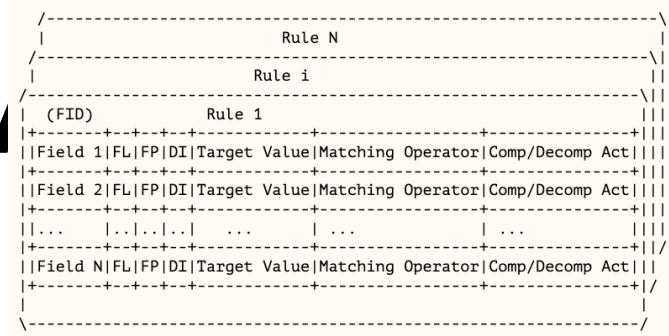 Rule N
Rule i
(FID) Rule 1
Field 1|FL|FP|DI|Target Value|Matching Operator|Comp/Decomp Act
Field 2|FL|FP|DI|Target Value|Matching Operator|Comp/Decomp Act
...|..|..|..|...|...|...
Field N|FL|FP|DI|Target Value|Matching Operator|Comp/Decomp Act